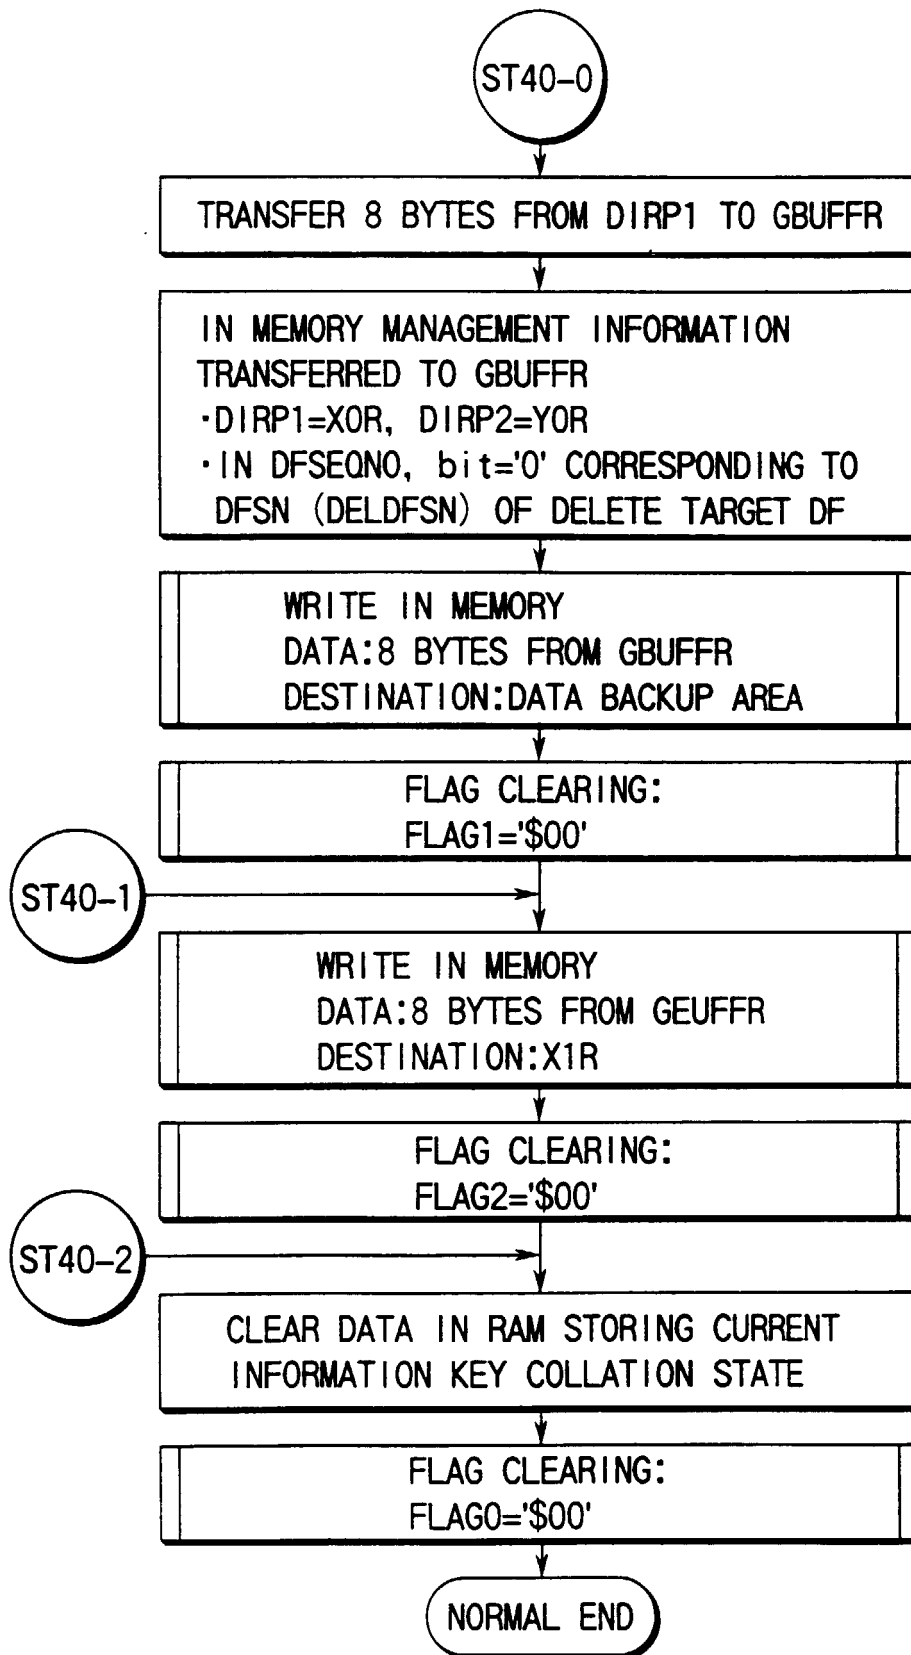 ST40-0
TRANSFER 8 BYTES FROM DIRP1 TO GBUFFR
IN MEMORY MANAGEMENT INFORMATION
TRANSFERRED TO GBUFFR
·DIRP1=X0R, DIRP2=Y0R
·IN DFSEQNO, bit='0' CORRESPONDING TO
DFSN (DELDFSN) OF DELETE TARGET DF
WRITE IN MEMORY
DATA:8 BYTES FROM GBUFFR
DESTINATION:DATA BACKUP AREA
FLAG CLEARING:
FLAG1='$00'
ST40-1
WRITE IN MEMORY
DATA:8 BYTES FROM GEUFFR
DESTINATION:X1R
FLAG CLEARING:
FLAG2='$00'
ST40-2
CLEAR DATA IN RAM STORING CURRENT
INFORMATION KEY COLLATION STATE
FLAG CLEARING:
FLAG0='$00'
NORMAL END